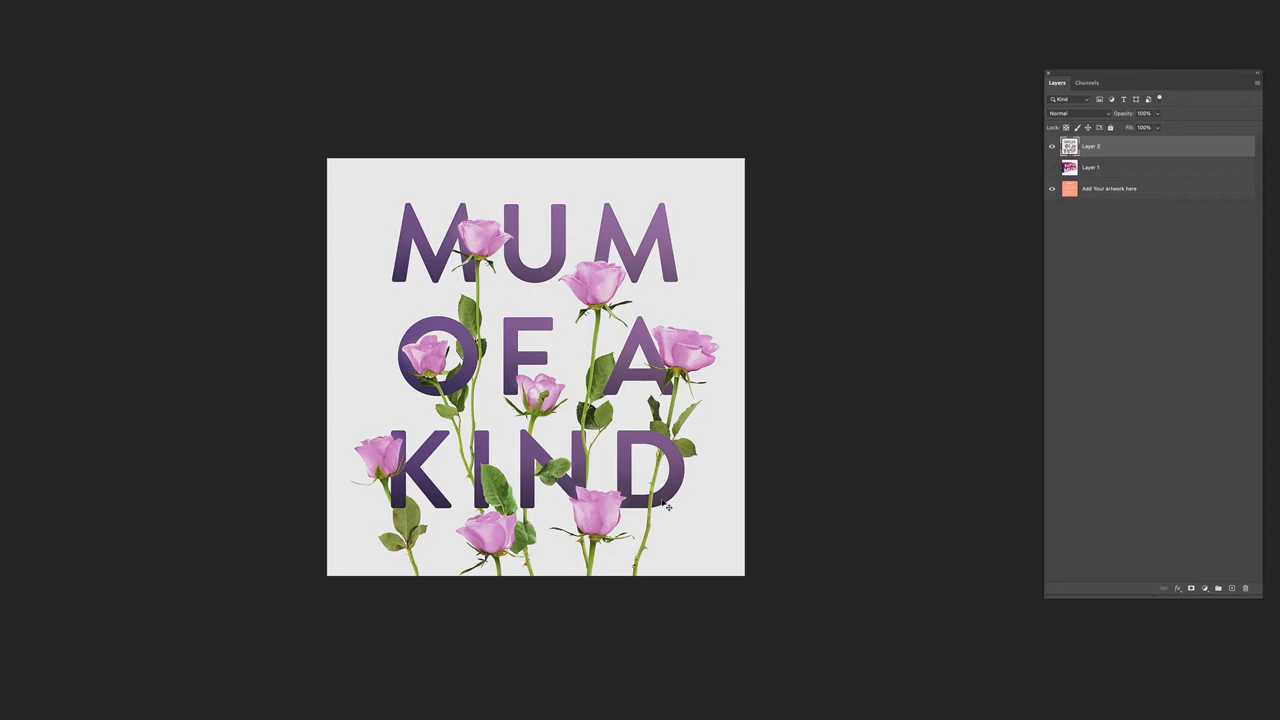 MUM
OF A
KIND
Layers Channels
Kind
Normal Opacity: 100%
Lock: Fill: 100%
Layer 2
Layer 1
Add Your artwork here
fx